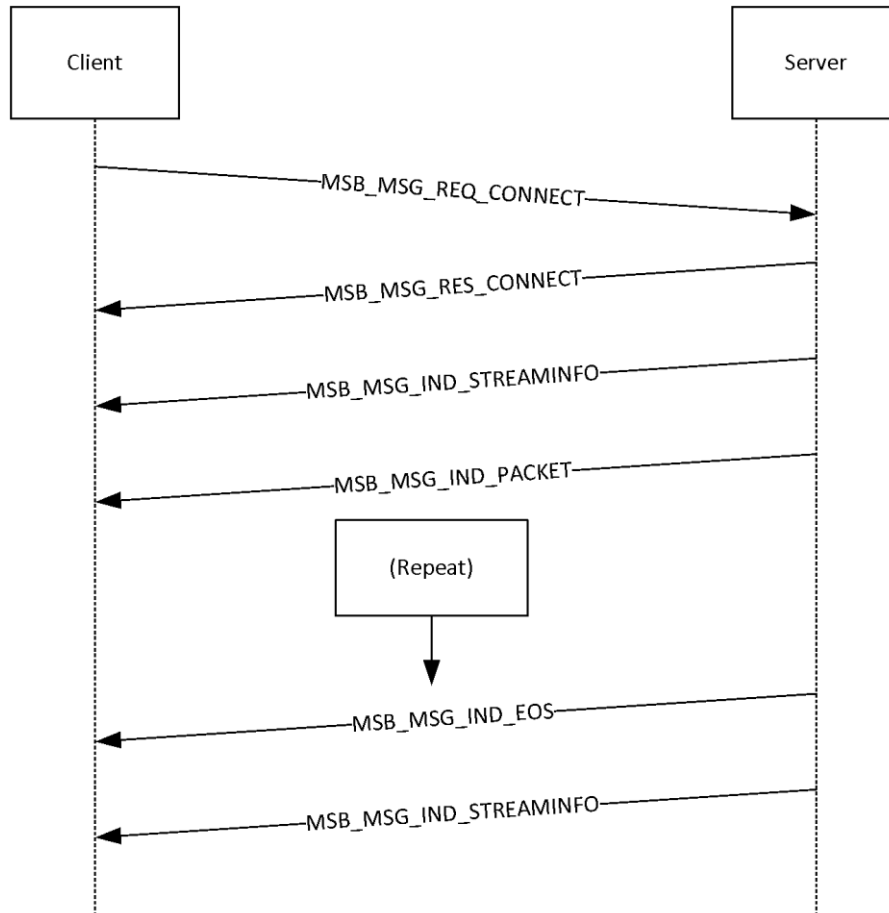 Client
Server
MSB_MSG_REQ_CONNECT
MSB_MSG_RES_CONNECT
MSB_MSG_IND_STREAMINFO
MSB_MSG_IND_PACKET
(Repeat)
MSB_MSG_IND_EOS
MSB_MSG_IND_STREAMINFO